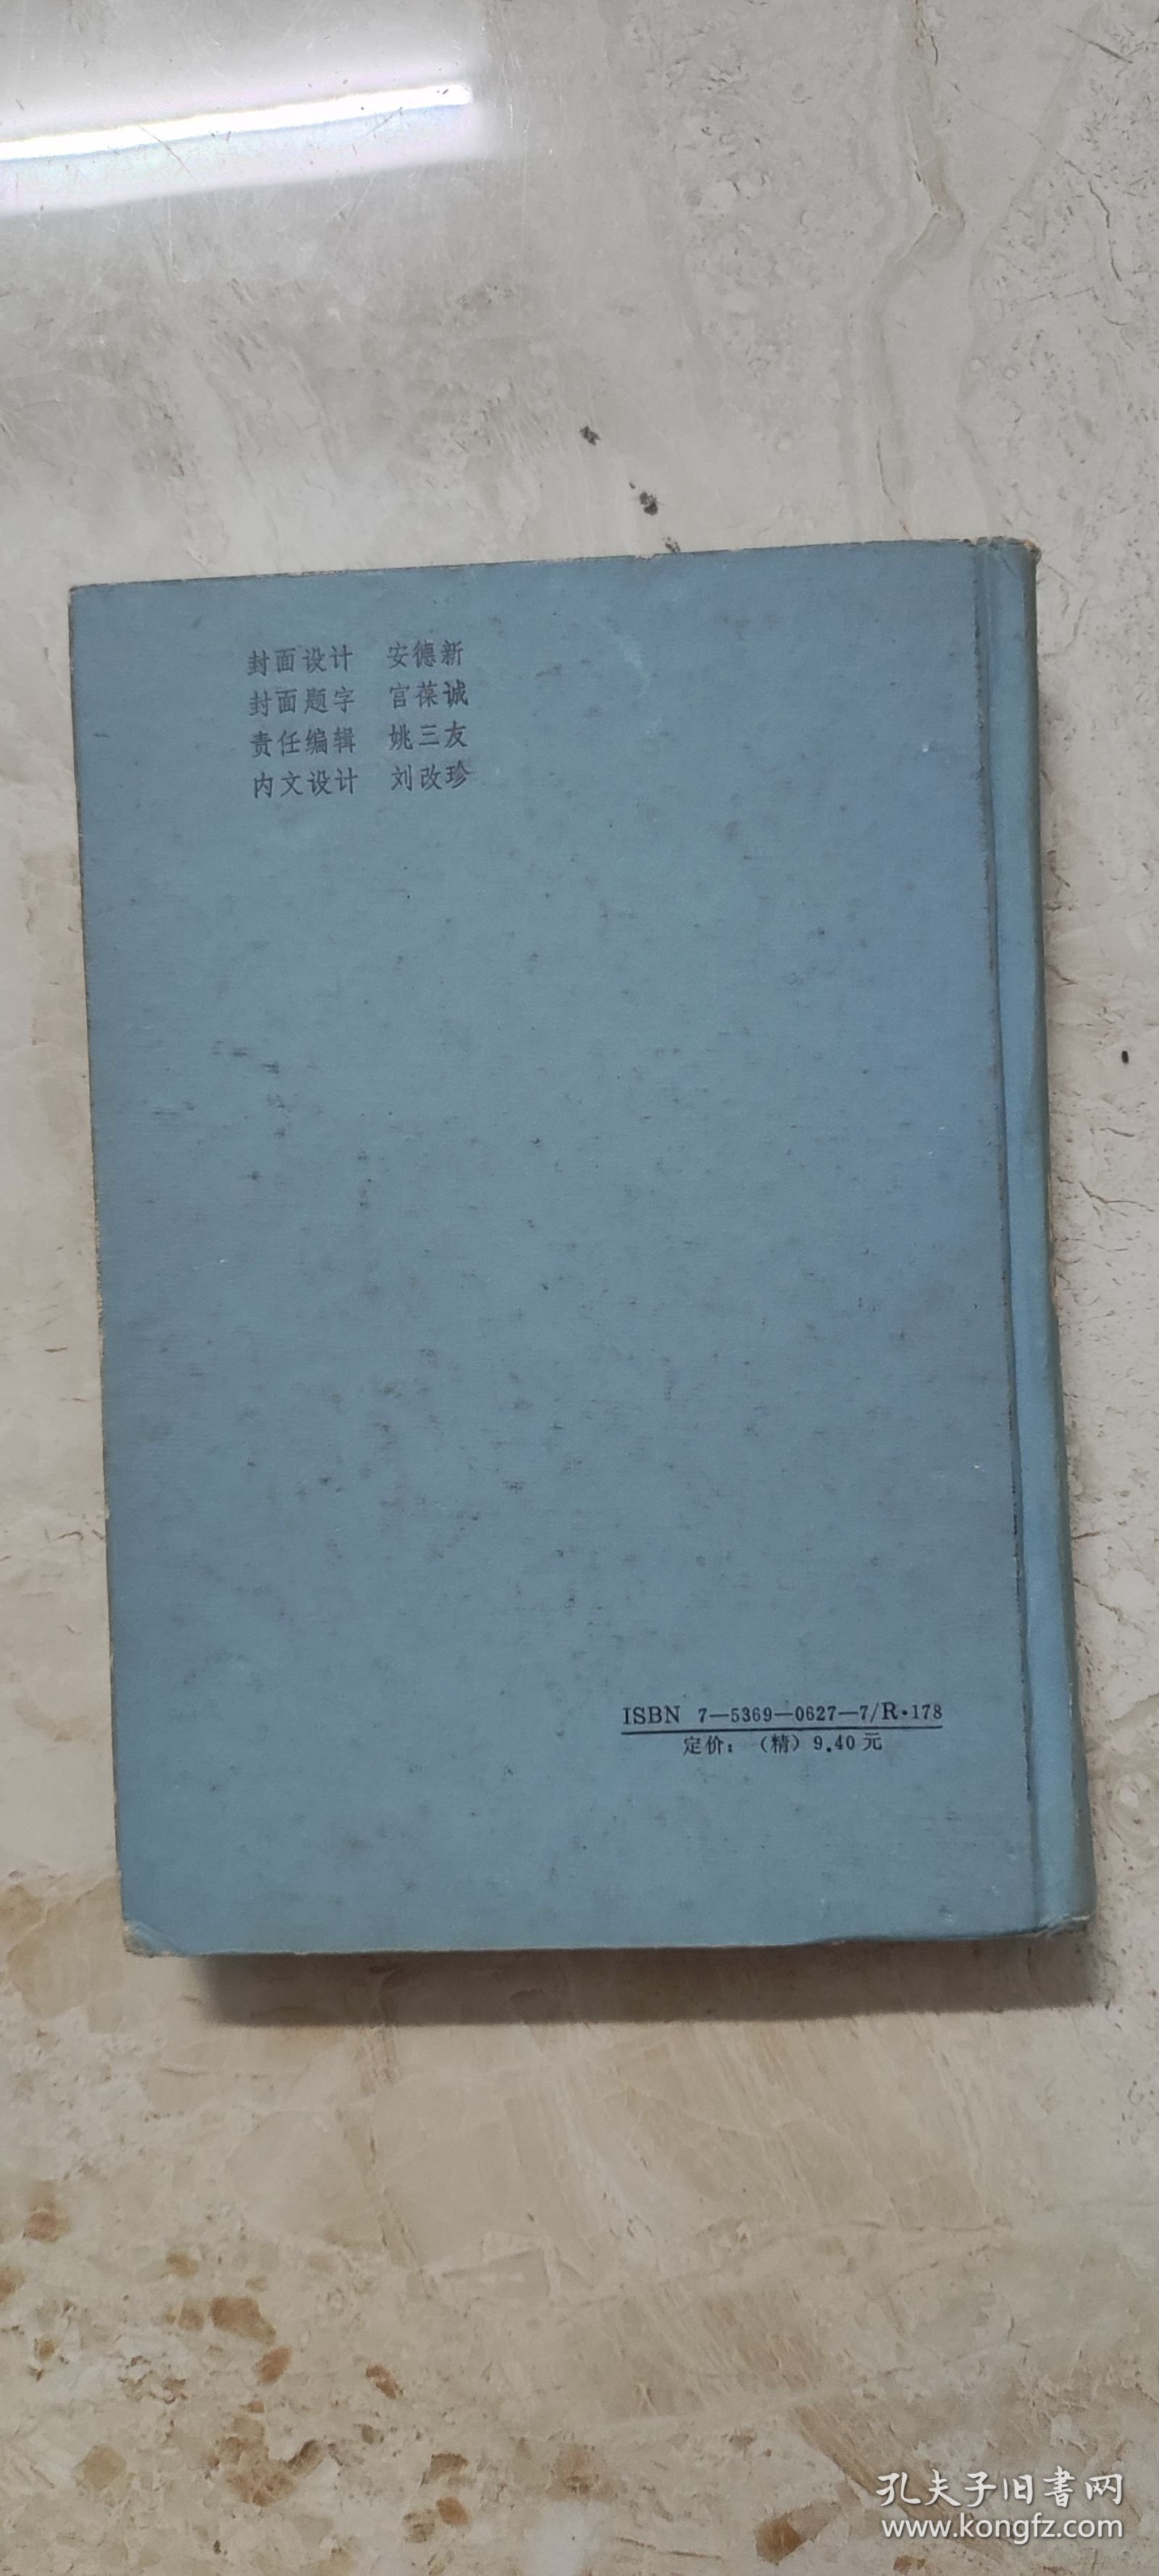 封面设计 安德新
封面题字 官葆诚
责任编辑 姚三友
内文设计 刘改珍
ISBN 7—5369—0627—7/R·178
定价：（精）9.40元
孔夫子旧书网
www.kongfz.com